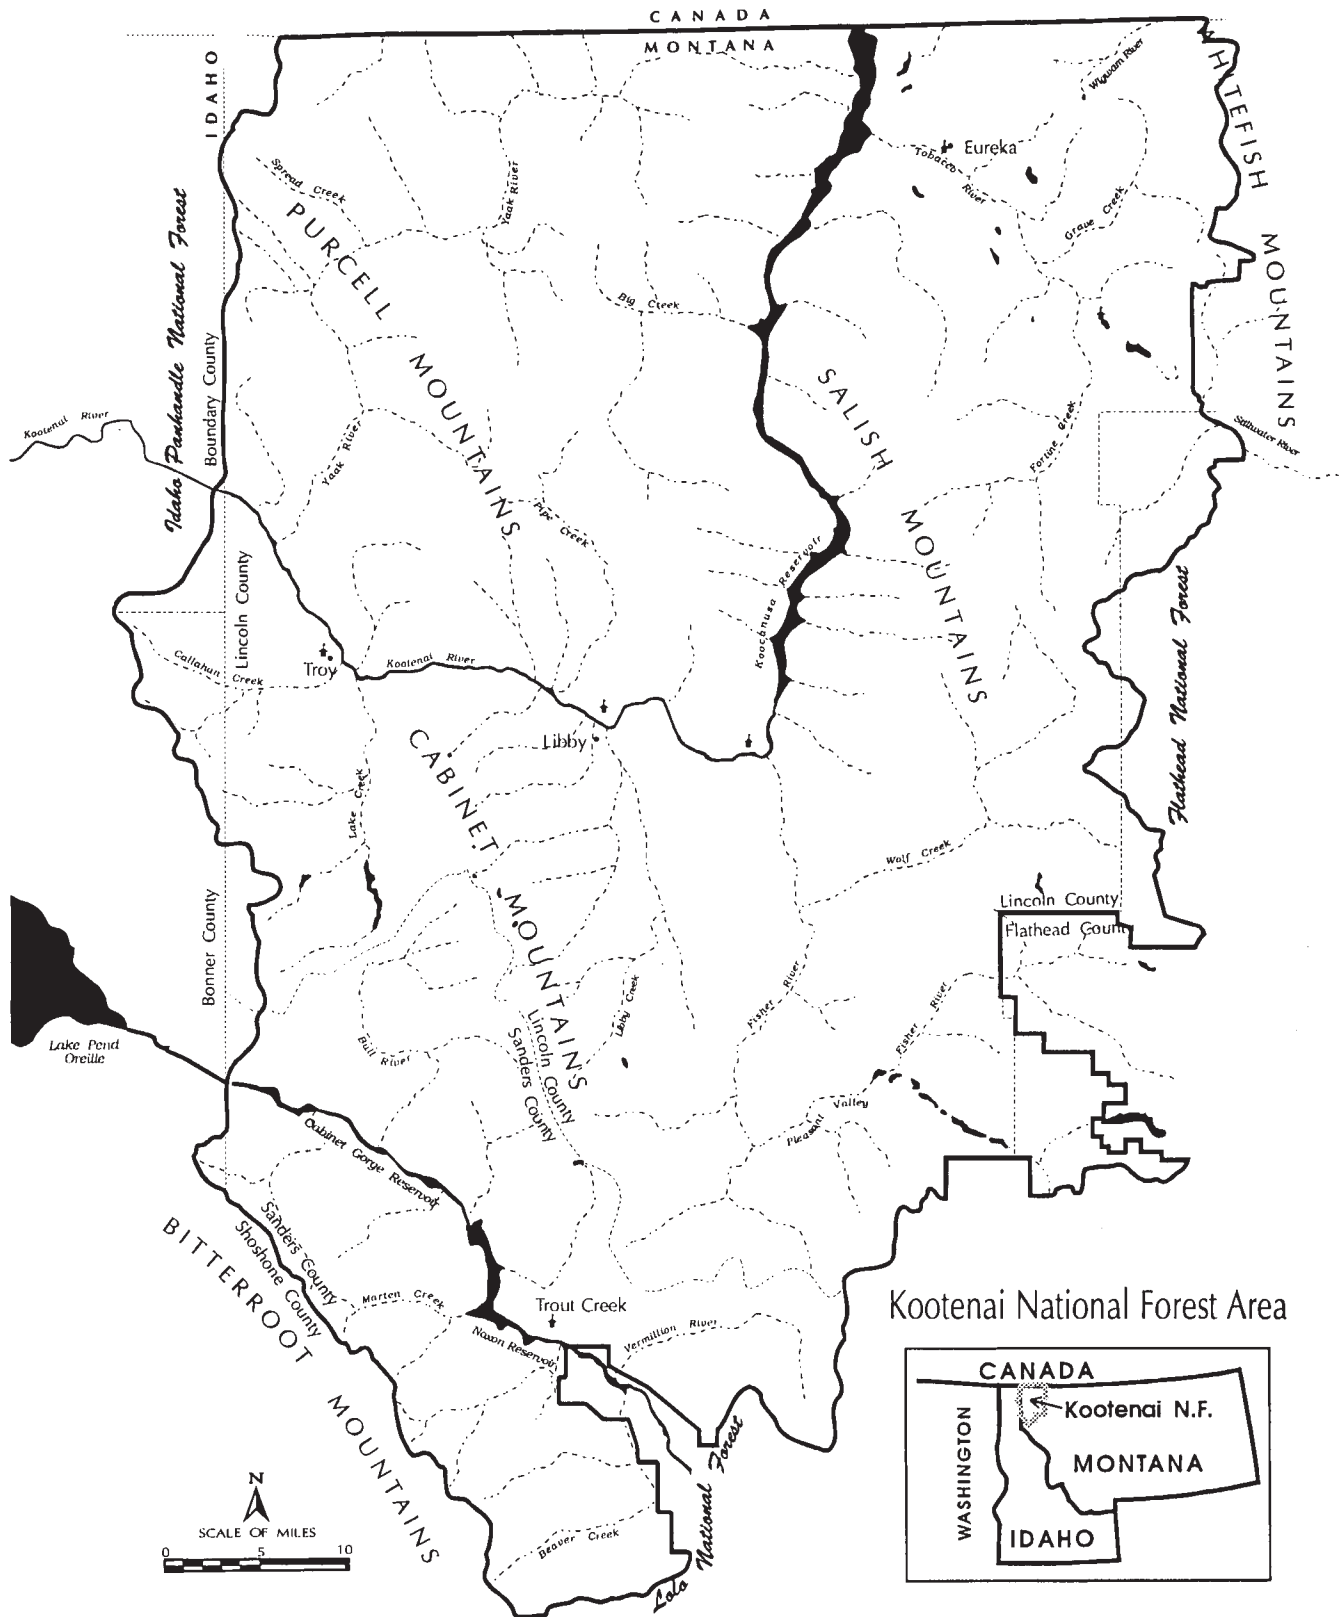 CANADA
MONTANA
IDAHO
WHITEFISH MOUNTAINS
Wigwam River
Eureka
Tobacco River
Spread Creek
Yaak River
Grave Creek
PURCELL MOUNTAINS
Idaho Panhandle National Forest
Big Creek
Boundary County
SALISH MOUNTAINS
Kootenai River
Yaak River
Fortine Creek
Stillwater River
Pipe Creek
Koocanusa Reservoir
Lincoln County
Flathead National Forest
Callahan Creek
Troy
Kootenai River
Libby
CABINET MOUNTAINS
Lake Creek
Wolf Creek
Lincoln County
Flathead Count
Bonner County
Libby Creek
Fisher River
Fisher River
Lake Pend
Oreille
Bull River
Lincoln County
Sanders County
Pleasant Valley
Cabinet Gorge Reservoir
Sanders County
Shoshone County
BITTERROOT MOUNTAINS
Marten Creek
Trout Creek
Noxon Reservoir
Vermillion River
Lolo National Forest
Beaver Creek
N
SCALE OF MILES
0 5 10
Kootenai National Forest Area
CANADA
Kootenai N.F.
WASHINGTON
MONTANA
IDAHO